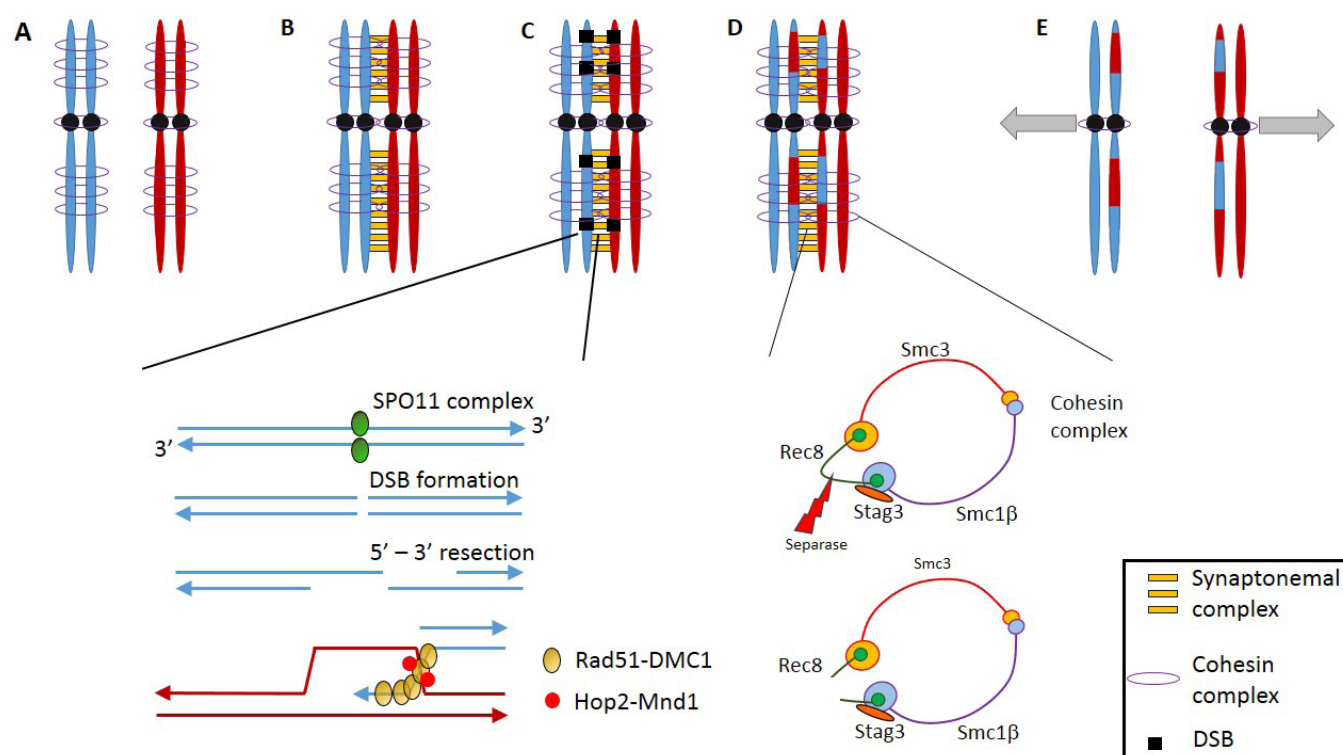 A
B
C
D
E
SPO11 complex
3’
3’
DSB formation
5’ – 3’ resection
Rad51-DMC1
Hop2-Mnd1
Smc3
Cohesin
complex
Rec8
Stag3
Smc1β
Separase
Smc3
Rec8
Stag3
Smc1β
Synaptonemal
complex
Cohesin
complex
DSB